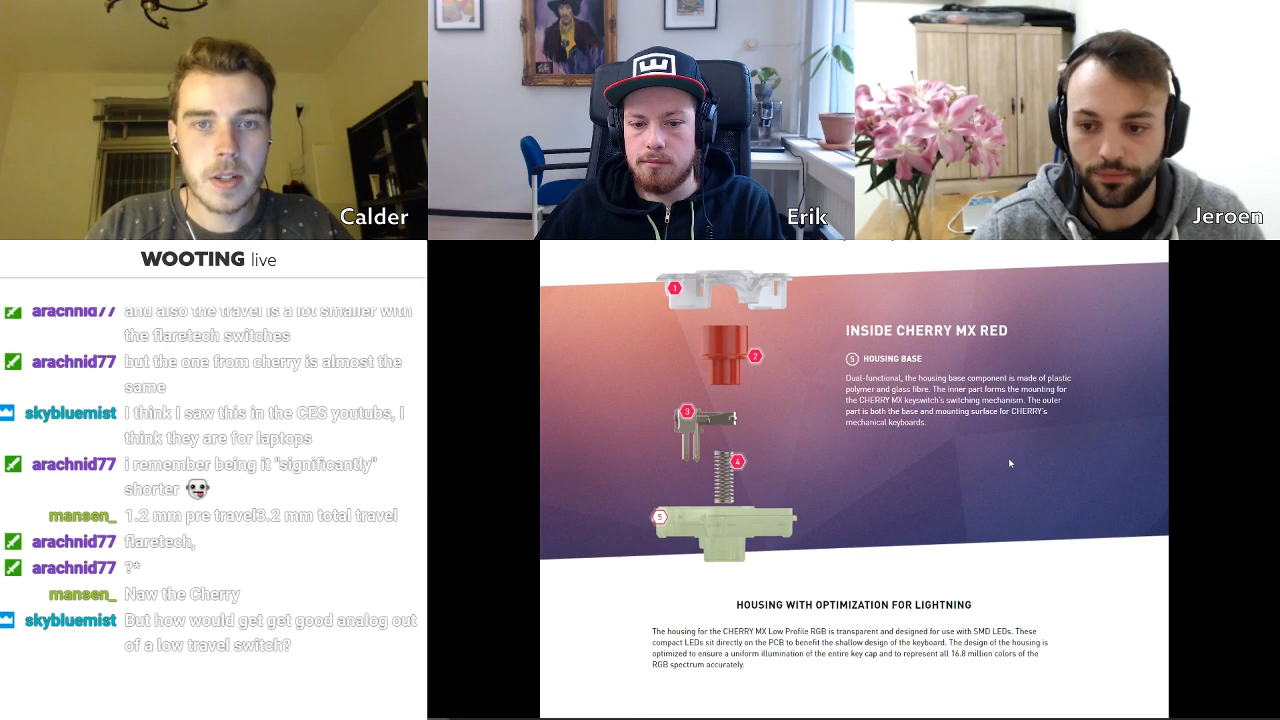 Calder
Erik
Jeroen
WOOTING live
arachnid77 and also the travel is a lot smaller with
the flaretech switches
arachnid77 but the one from cherry is almost the
same
skybluemist I think I saw this in the CES youtubs, I
think they are for laptops
arachnid77 i remember being it "significantly"
shorter
mansen_ 1.2 mm pre travel3.2 mm total travel
arachnid77 flaretech,
arachnid77 ?*
mansen_ Naw the Cherry
skybluemist But how would get get good analog out
of a low travel switch?
1
2
3
4
5
INSIDE CHERRY MX RED
5 HOUSING BASE
Dual-functional, the housing base component is made of plastic
polymer and glass fibre. The inner part forms the mounting for
the CHERRY MX keyswitch's switching mechanism. The outer
part is both the base and mounting surface for CHERRY's
mechanical keyboards.
HOUSING WITH OPTIMIZATION FOR LIGHTNING
The housing for the CHERRY MX Low Profile RGB is transparent and designed for use with SMD LEDs. These
compact LEDs sit directly on the PCB to benefit the shallow design of the keyboard. The design of the housing is
optimized to ensure a uniform illumination of the entire key cap and to represent all 16.8 million colors of the
RGB spectrum accurately.